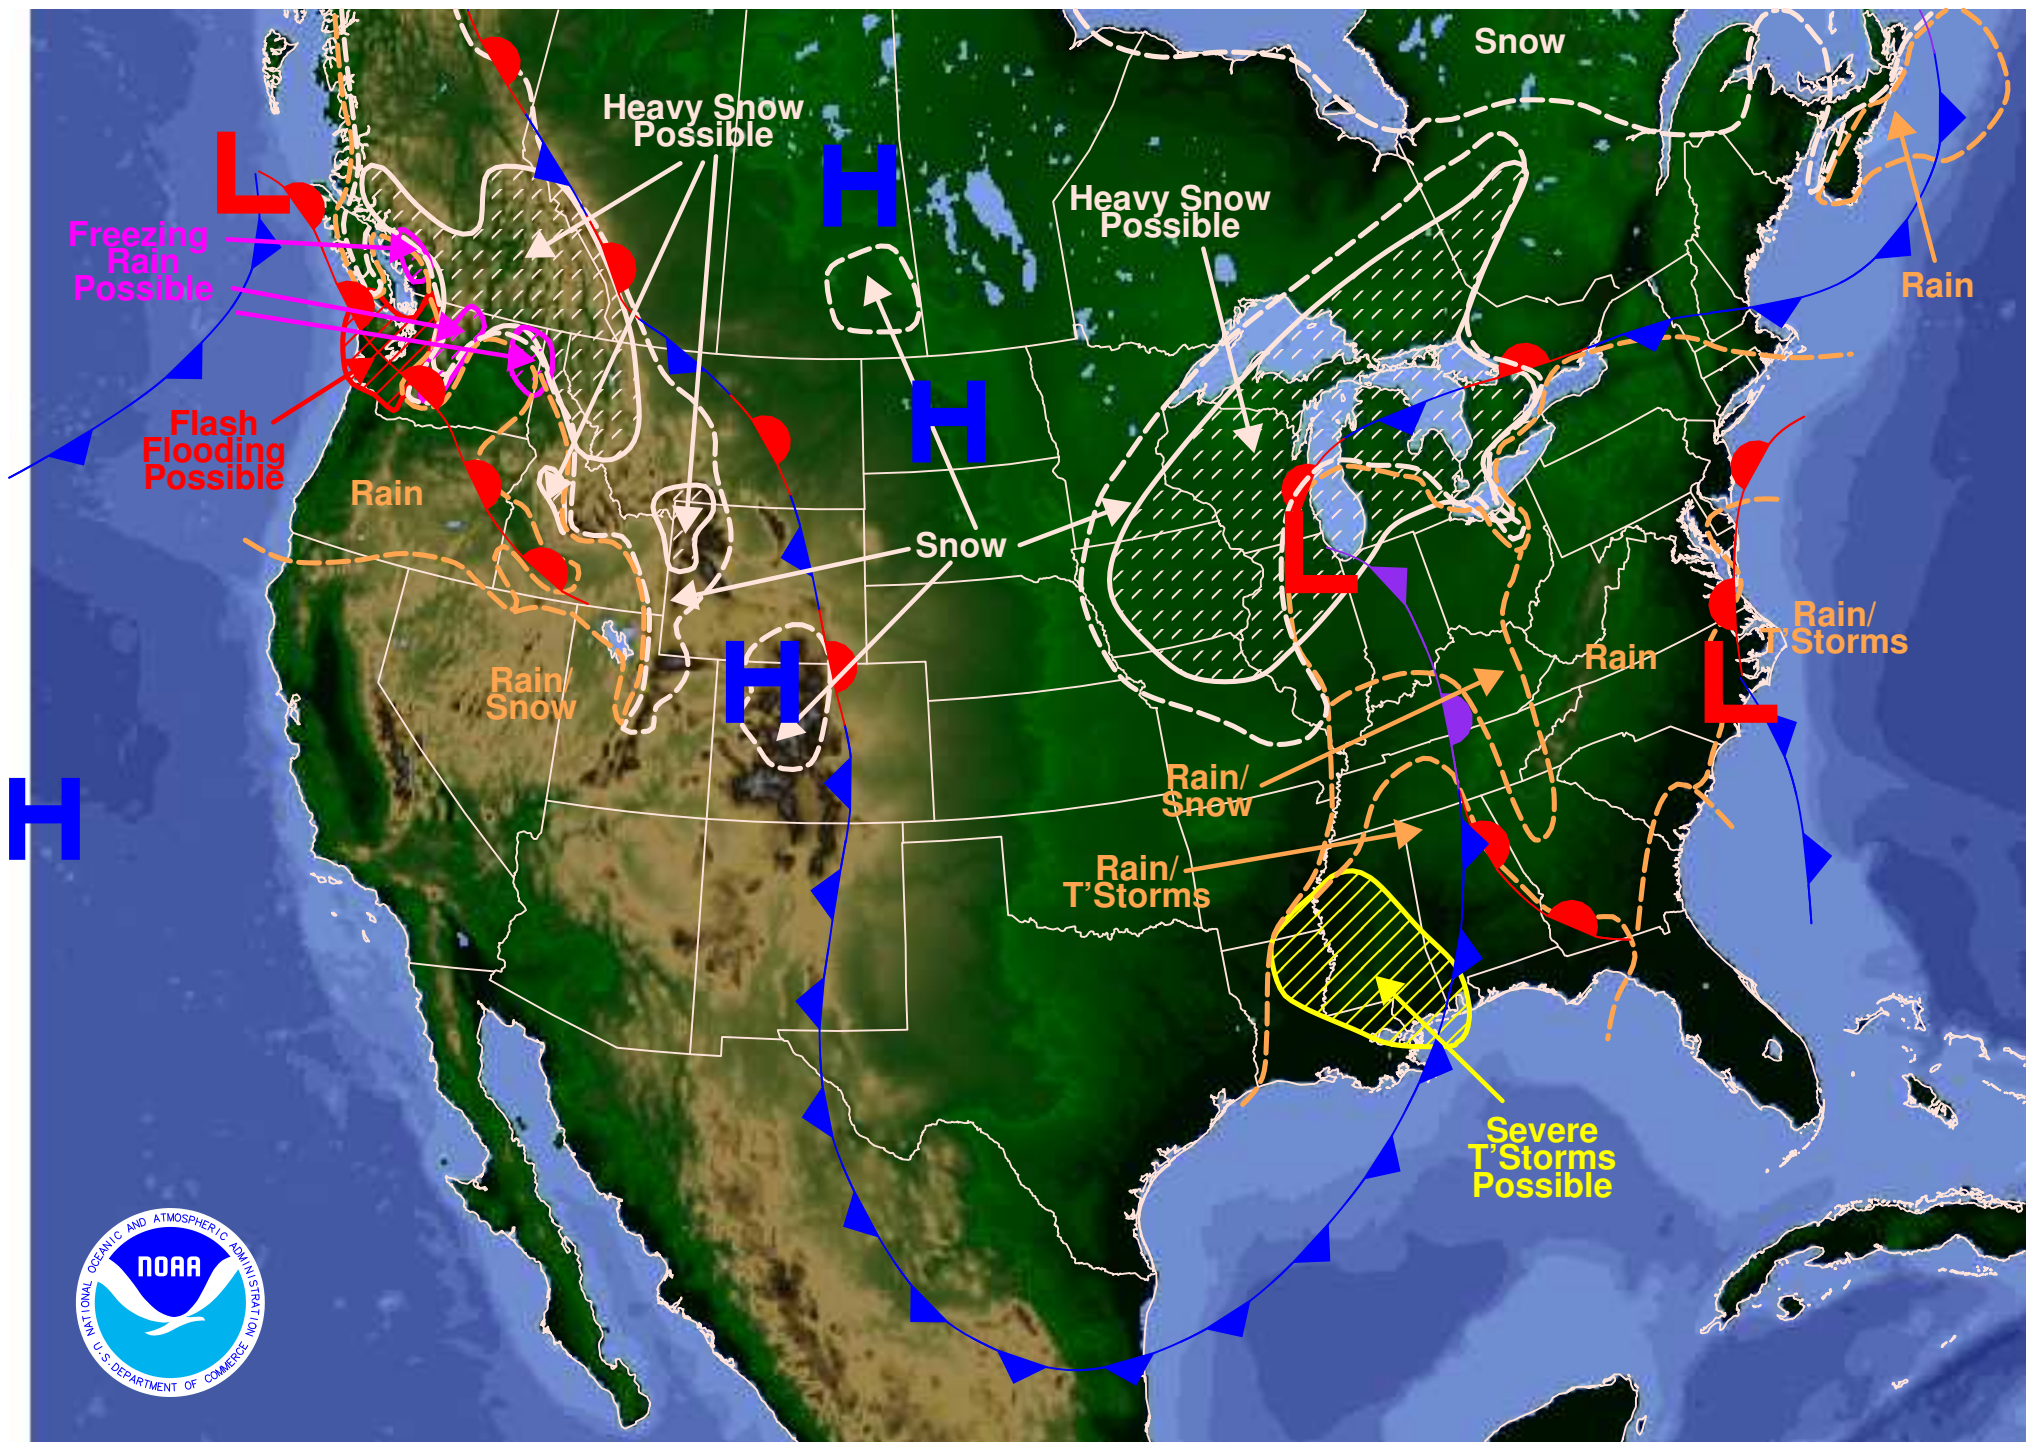 Snow
Heavy Snow
Possible
L
H
Heavy Snow
Possible
Freezing
Rain
Possible
Rain
H
Flash
Flooding
Possible
Rain
Snow
L
Rain/
T'Storms
Rain
Rain/
Snow
H
L
H
Rain/
Snow
Rain/
T'Storms
Severe
T'Storms
Possible
NATIONAL OCEANIC AND ATMOSPHERIC ADMINISTRATION
NOAA
U.S. DEPARTMENT OF COMMERCE